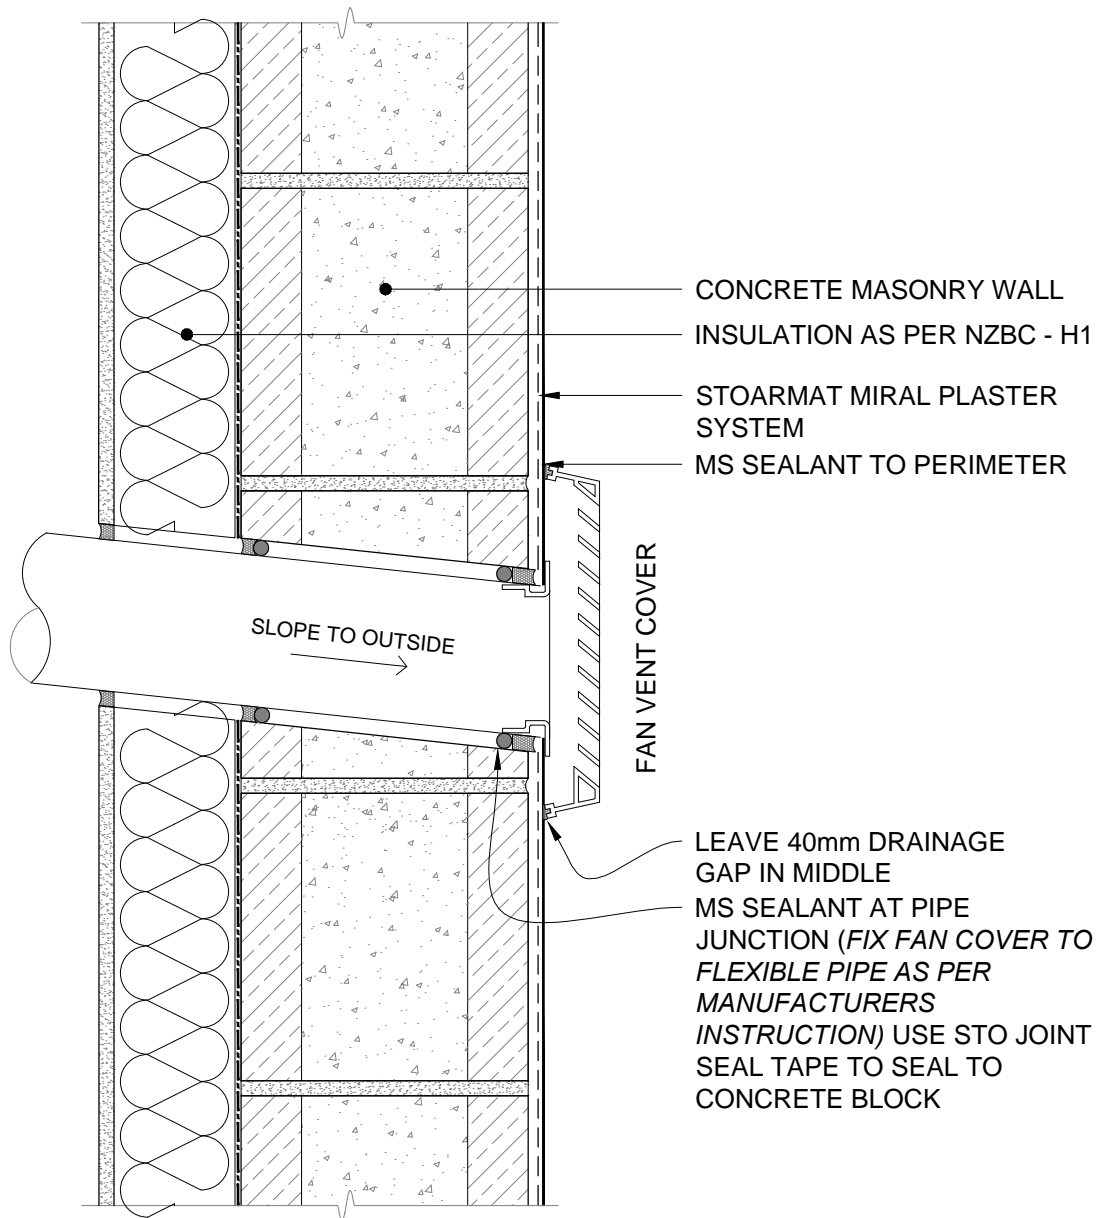 CONCRETE MASONRY WALL
INSULATION AS PER NZBC - H1
STOARMAT MIRAL PLASTER
SYSTEM
MS SEALANT TO PERIMETER
SLOPE TO OUTSIDE
FAN VENT COVER
LEAVE 40mm DRAINAGE
GAP IN MIDDLE
MS SEALANT AT PIPE
JUNCTION (FIX FAN COVER TO
FLEXIBLE PIPE AS PER
MANUFACTURERS
INSTRUCTION) USE STO JOINT
SEAL TAPE TO SEAL TO
CONCRETE BLOCK